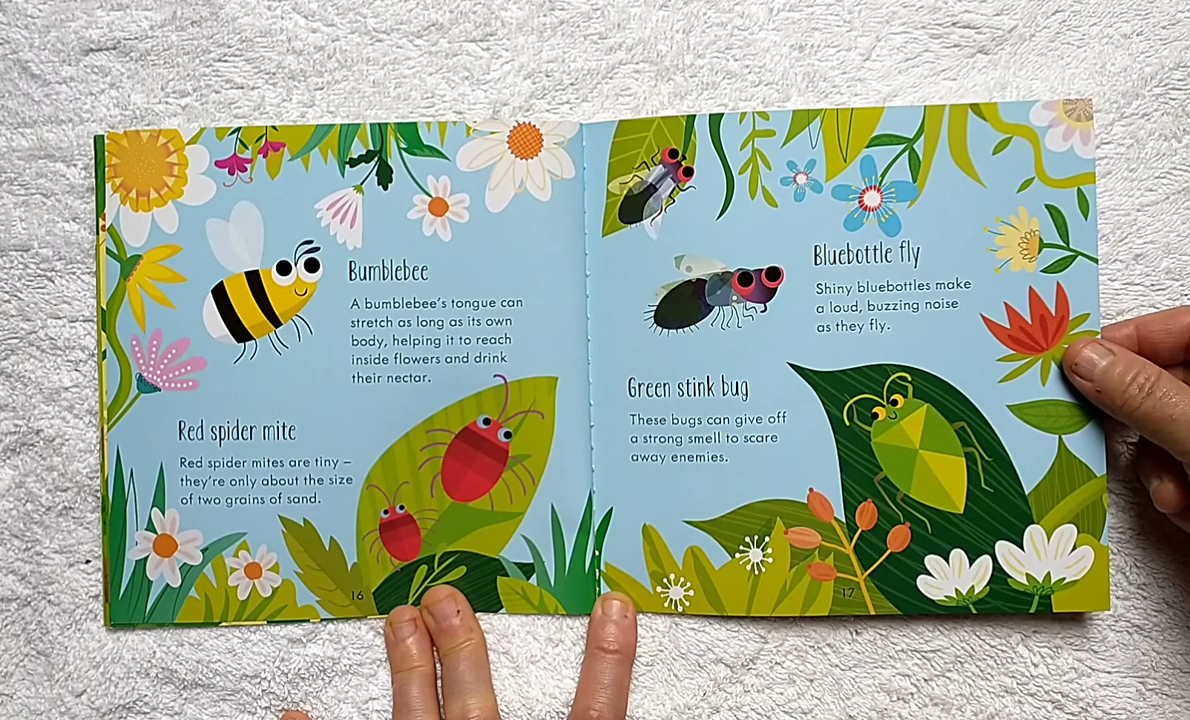 Bumblebee
A bumblebee's tongue can
stretch as long as its own
body, helping it to reach
inside flowers and drink
their nectar.
Red spider mite
Red spider mites are tiny –
they're only about the size
of two grains of sand.
16
Bluebottle fly
Shiny bluebottles make
a loud, buzzing noise
as they fly.
Green stink bug
These bugs can give off
a strong smell to scare
away enemies.
17